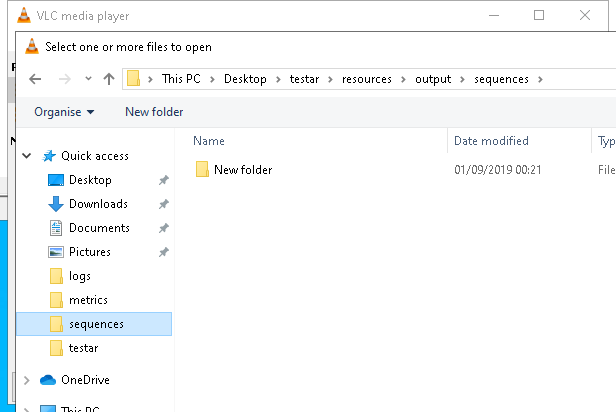 VLC media player
Select one or more files to open
This PC > Desktop > testar > resources > output > sequences >
Organise New folder
Name Date modified Typ
Quick access
New folder 01/09/2019 00:21 File
Desktop
Downloads
Documents
Pictures
logs
metrics
sequences
testar
OneDrive
This PC